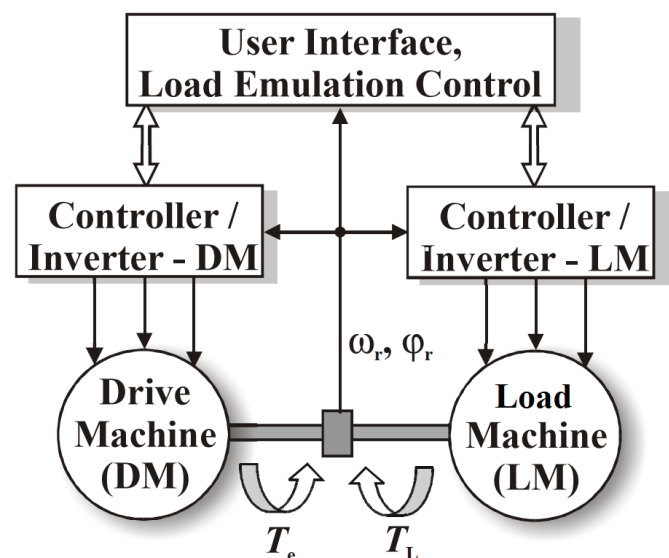 User Interface,
Load Emulation Control
Controller /
Inverter - DM
Controller /
Inverter - LM
ωr, φr
Drive
Machine
(DM)
Load
Machine
(LM)
Te
TL